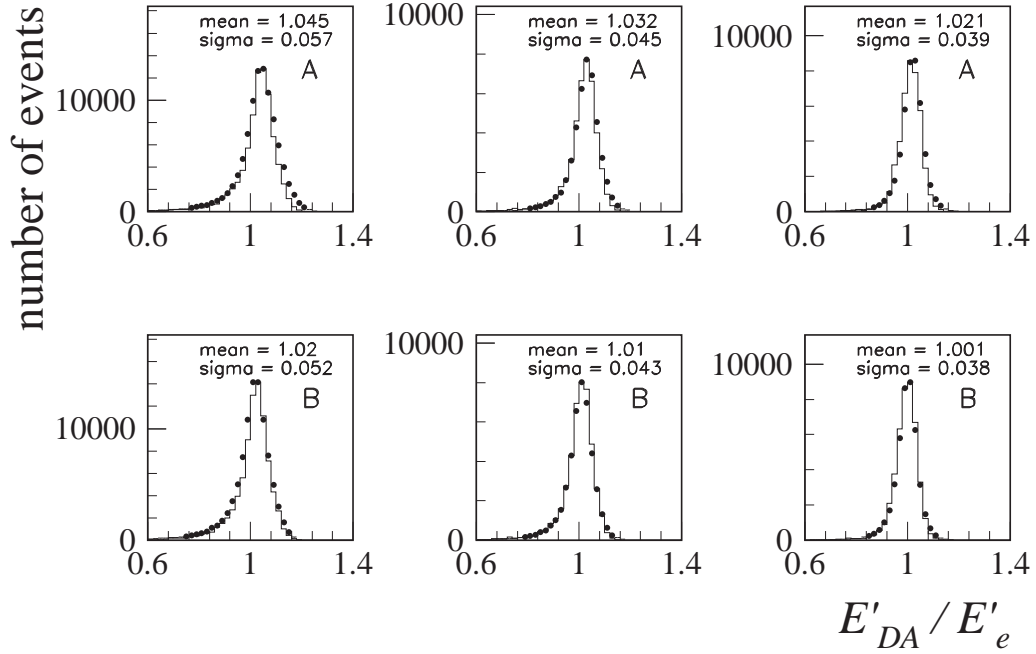 number of events
mean = 1.045
sigma = 0.057
A
10000
0
0.6 1 1.4
mean = 1.032
sigma = 0.045
A
10000
0
0.6 1 1.4
mean = 1.021
sigma = 0.039
A
10000
0
0.6 1 1.4
mean = 1.02
sigma = 0.052
B
10000
0
0.6 1 1.4
mean = 1.01
sigma = 0.043
B
10000
0
0.6 1 1.4
mean = 1.001
sigma = 0.038
B
10000
0
0.6 1 1.4
E'DA / E'e